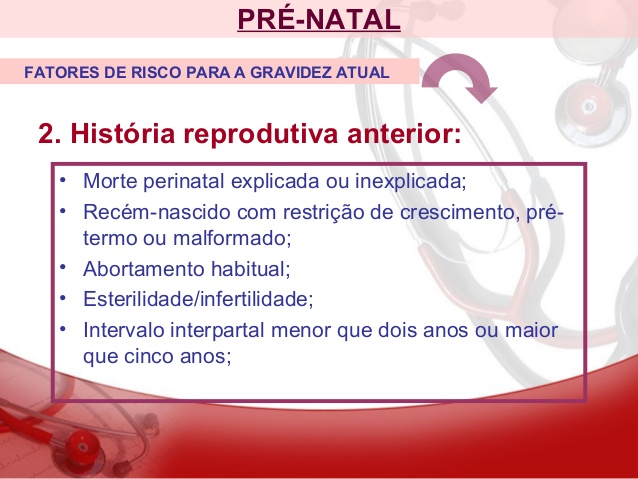 PRÉ-NATAL
FATORES DE RISCO PARA A GRAVIDEZ ATUAL
2. História reprodutiva anterior:
• Morte perinatal explicada ou inexplicada;
• Recém-nascido com restrição de crescimento, pré-
termo ou malformado;
• Abortamento habitual;
• Esterilidade/infertilidade;
• Intervalo interpartal menor que dois anos ou maior
que cinco anos;